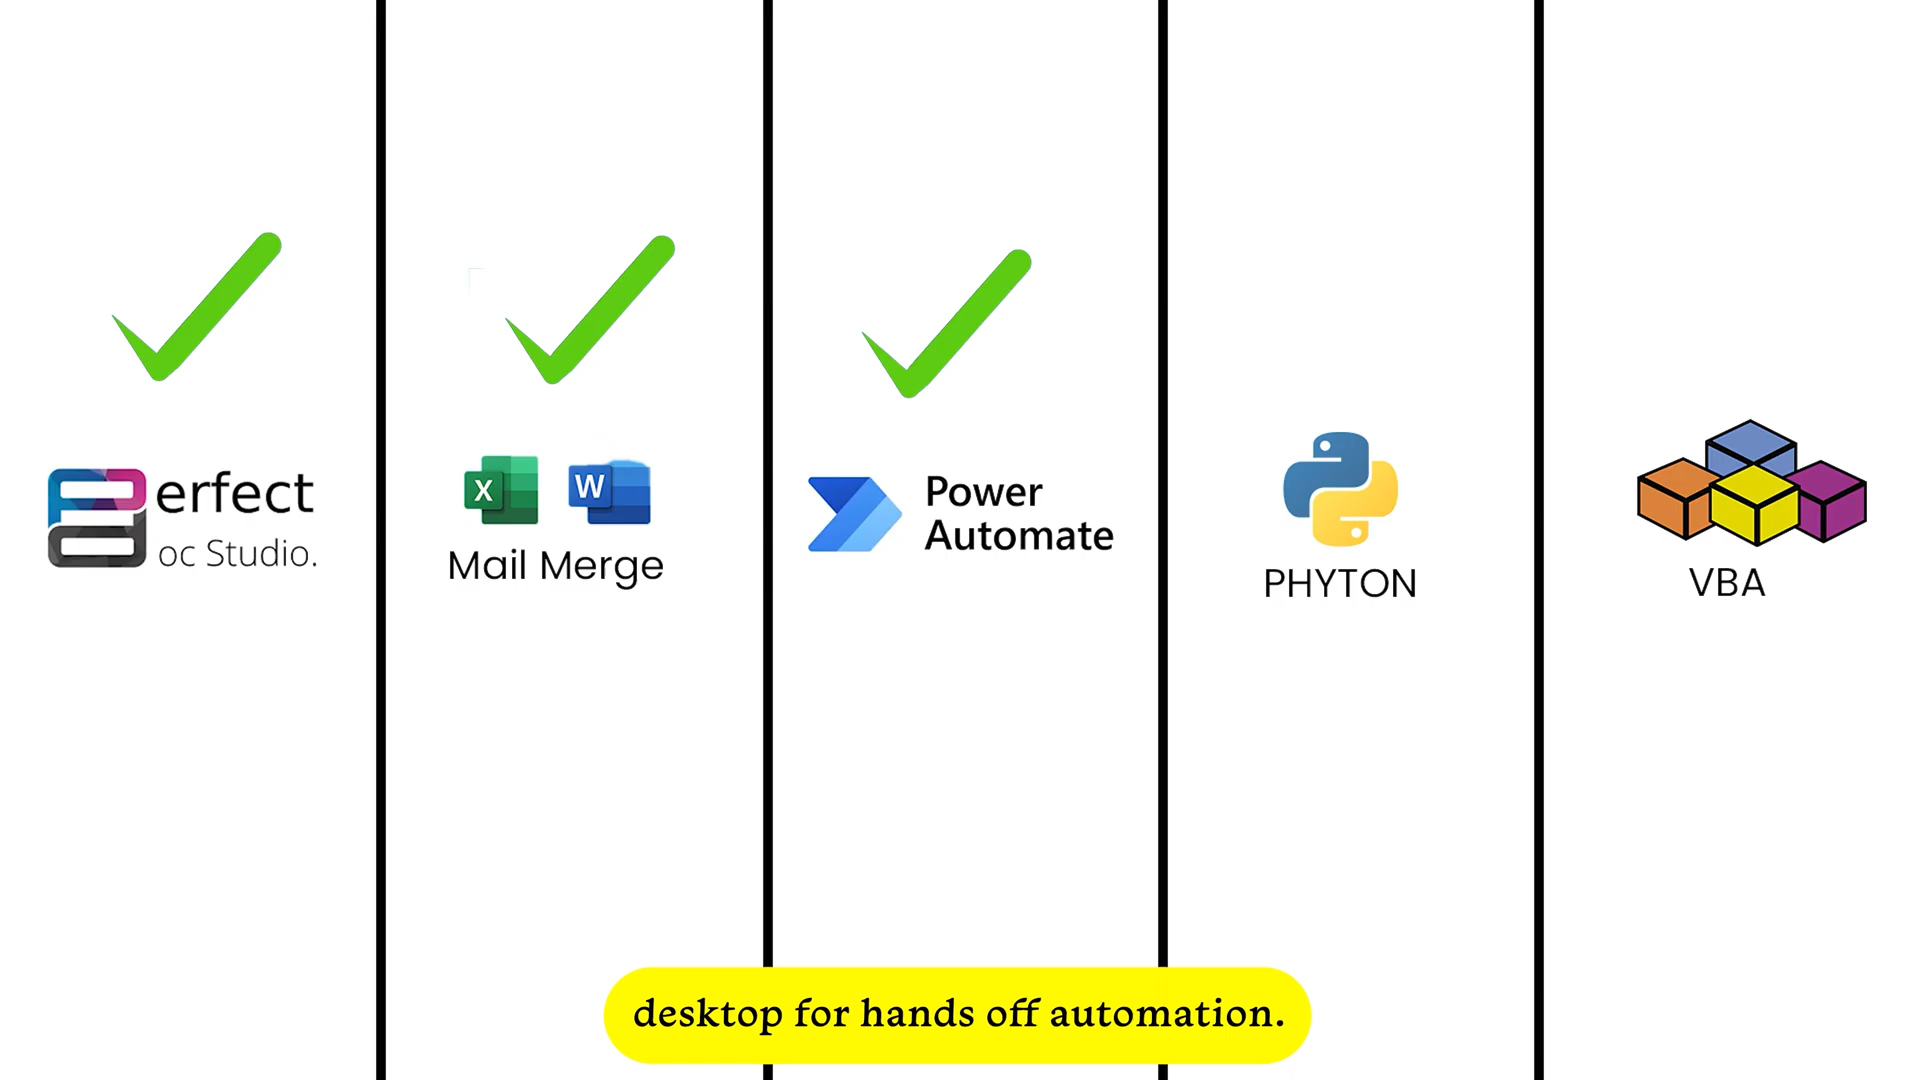 erfect
oc Studio.
X W
Mail Merge
Power
Automate
PHYTON
VBA
desktop for hands off automation.